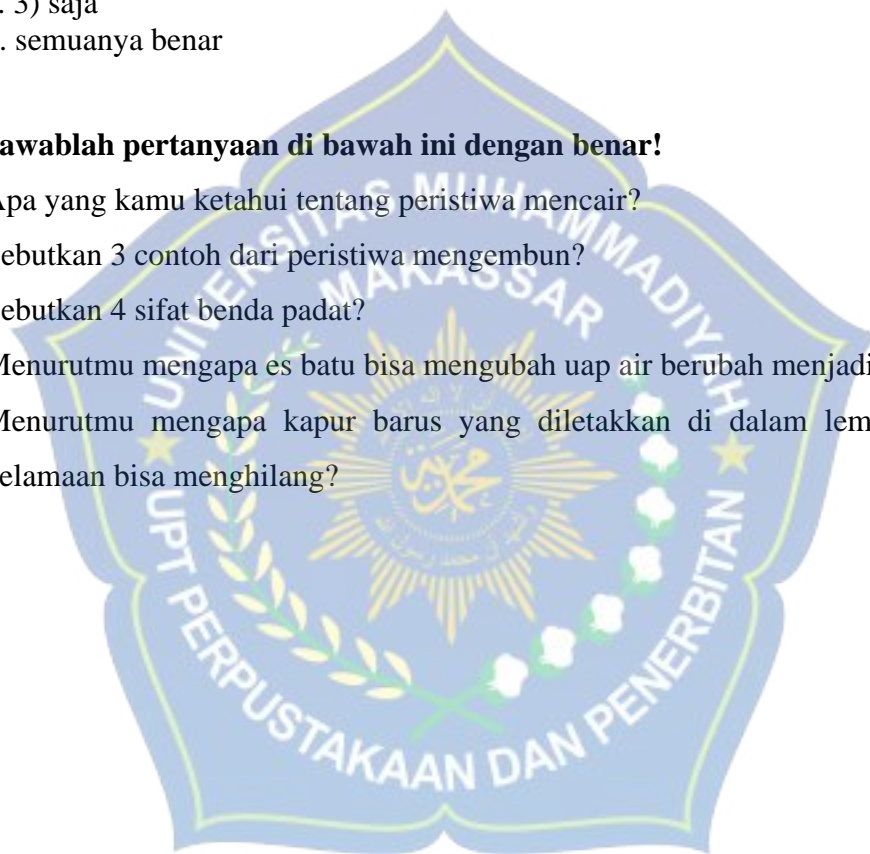 . 3) saja
. semuanya benar
awablah pertanyaan di bawah ini dengan benar!
Apa yang kamu ketahui tentang peristiwa mencair?
ebutkan 3 contoh dari peristiwa mengembun?
ebutkan 4 sifat benda padat?
Menurutmu mengapa es batu bisa mengubah uap air berubah menjadi
Menurutmu mengapa kapur barus yang diletakkan di dalam lem
elamaan bisa menghilang?
UNIVERSITAS MUHAMMADIYAH
MAKASSAR
UPT PERPUSTAKAAN DAN PENERBITAN